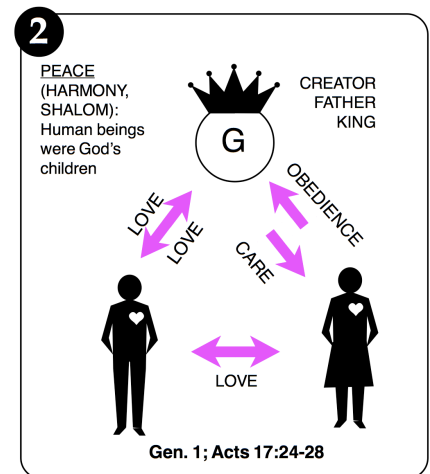 2
PEACE
(HARMONY,
SHALOM):
Human beings
were God's
children
CREATOR
FATHER
KING
G
LOVE
LOVE
OBEDIENCE
CARE
LOVE
Gen. 1; Acts 17:24-28